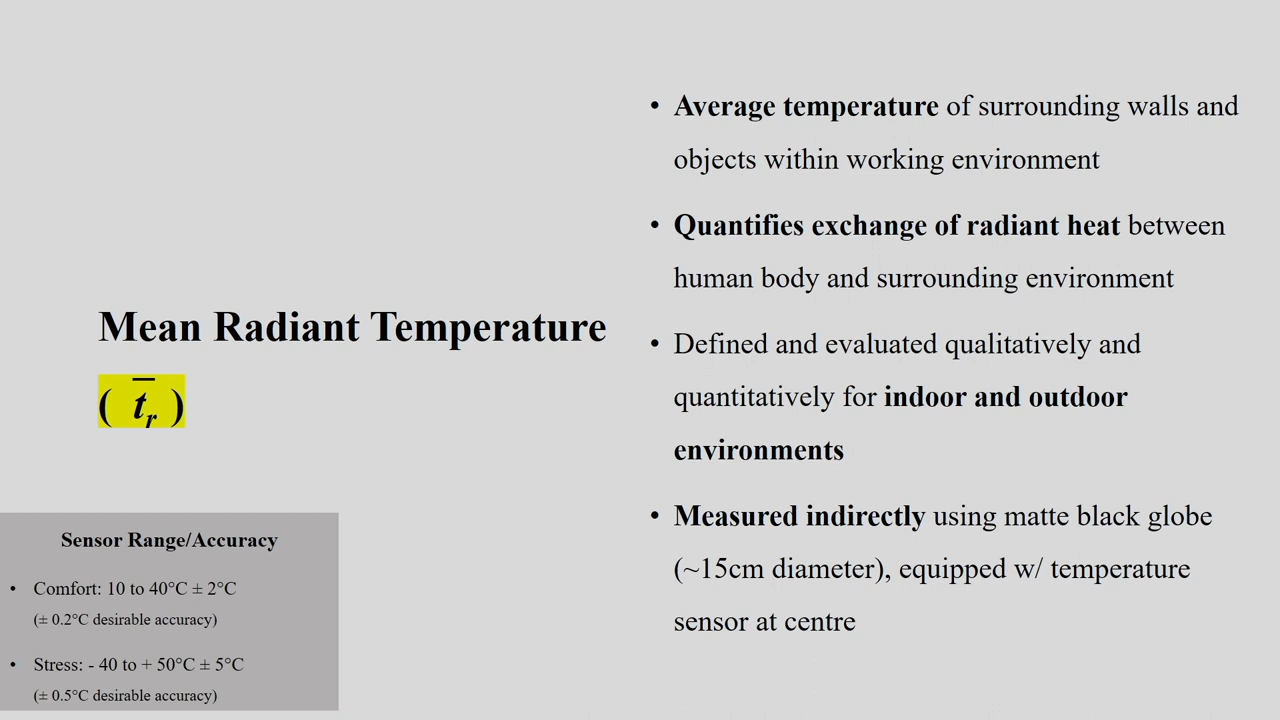 Mean Radiant Temperature
( t̅r )
• Average temperature of surrounding walls and
objects within working environment
• Quantifies exchange of radiant heat between
human body and surrounding environment
• Defined and evaluated qualitatively and
quantitatively for indoor and outdoor
environments
• Measured indirectly using matte black globe
(~15cm diameter), equipped w/ temperature
sensor at centre
Sensor Range/Accuracy
• Comfort: 10 to 40°C ± 2°C
(± 0.2°C desirable accuracy)
• Stress: - 40 to + 50°C ± 5°C
(± 0.5°C desirable accuracy)